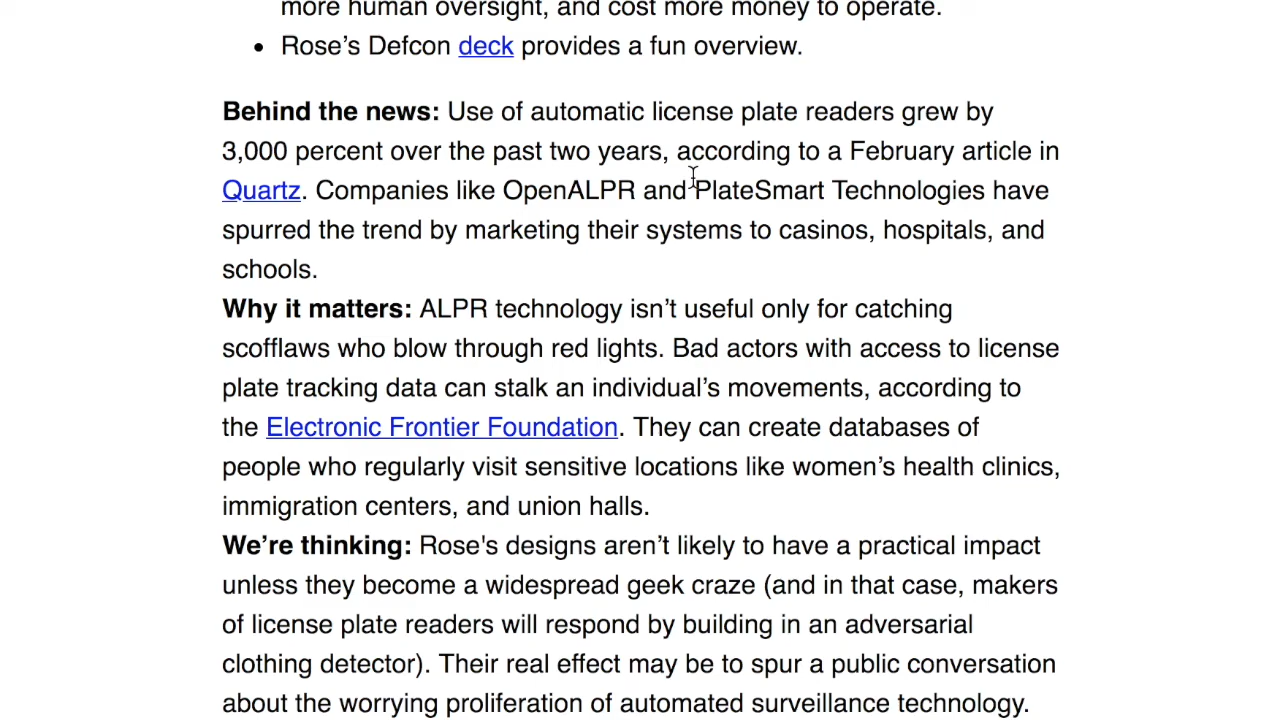 more human oversight, and cost more money to operate.
• Rose’s Defcon deck provides a fun overview.
Behind the news: Use of automatic license plate readers grew by
3,000 percent over the past two years, according to a February article in
Quartz. Companies like OpenALPR and PlateSmart Technologies have
spurred the trend by marketing their systems to casinos, hospitals, and
schools.
Why it matters: ALPR technology isn’t useful only for catching
scofflaws who blow through red lights. Bad actors with access to license
plate tracking data can stalk an individual’s movements, according to
the Electronic Frontier Foundation. They can create databases of
people who regularly visit sensitive locations like women’s health clinics,
immigration centers, and union halls.
We’re thinking: Rose's designs aren’t likely to have a practical impact
unless they become a widespread geek craze (and in that case, makers
of license plate readers will respond by building in an adversarial
clothing detector). Their real effect may be to spur a public conversation
about the worrying proliferation of automated surveillance technology.